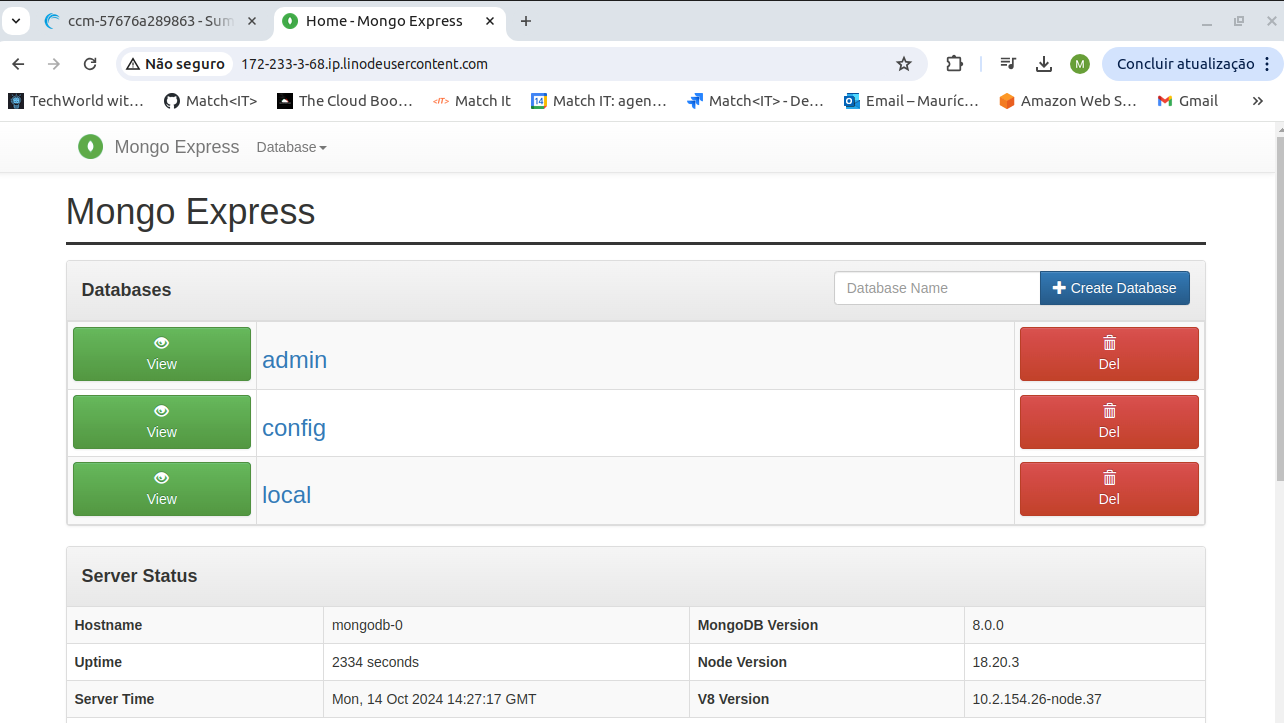 ccm-57676a289863 - Sum
Home - Mongo Express
Não seguro 172-233-3-68.ip.linodeusercontent.com M Concluir atualização
TechWorld wit... Match<IT> The Cloud Boo... <IT> Match It 14 Match IT: agen... Match<IT> - De... Email – Mauríc... Amazon Web S... Gmail
Mongo Express Database
Mongo Express
Databases Database Name Create Database
View admin Del
View config Del
View local Del
Server Status
Hostname mongodb-0 MongoDB Version 8.0.0
Uptime 2334 seconds Node Version 18.20.3
Server Time Mon, 14 Oct 2024 14:27:17 GMT V8 Version 10.2.154.26-node.37